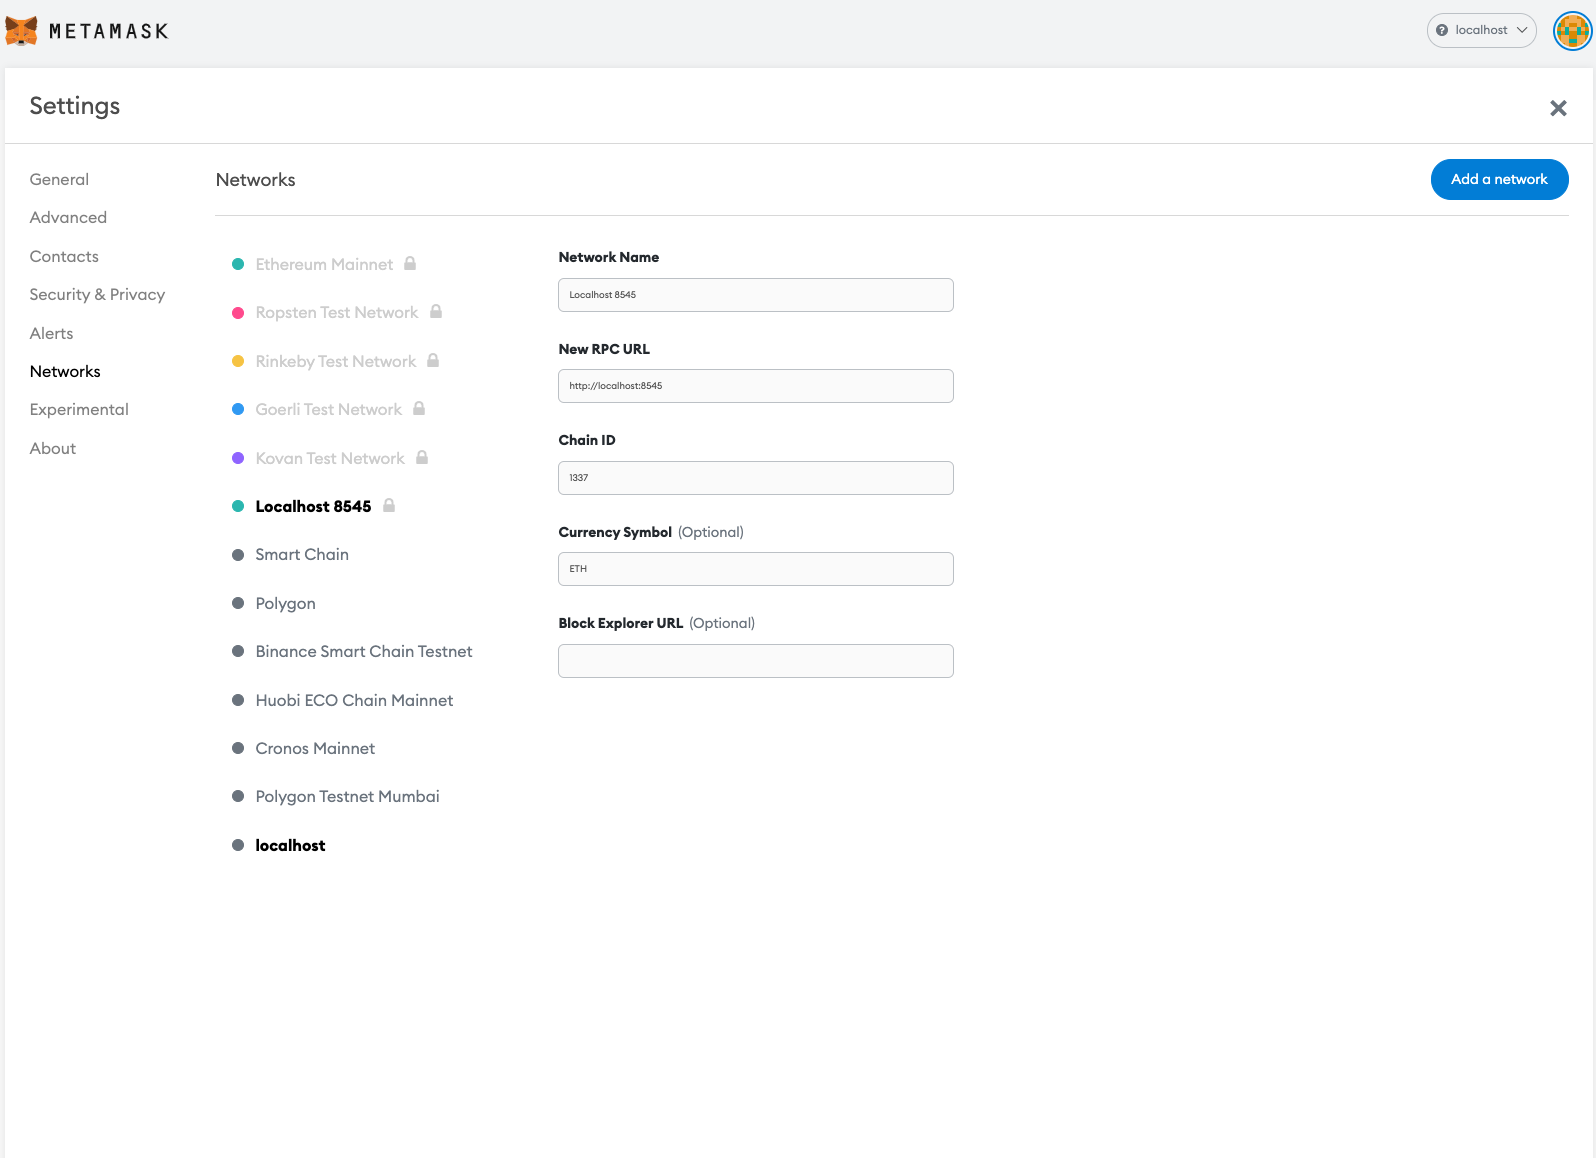 METAMASK
localhost
Settings
General
Advanced
Contacts
Security & Privacy
Alerts
Networks
Experimental
About
Networks
Add a network
Ethereum Mainnet
Ropsten Test Network
Rinkeby Test Network
Goerli Test Network
Kovan Test Network
Localhost 8545
Smart Chain
Polygon
Binance Smart Chain Testnet
Huobi ECO Chain Mainnet
Cronos Mainnet
Polygon Testnet Mumbai
localhost
Network Name
Localhost 8545
New RPC URL
http://localhost:8545
Chain ID
1337
Currency Symbol (Optional)
ETH
Block Explorer URL (Optional)